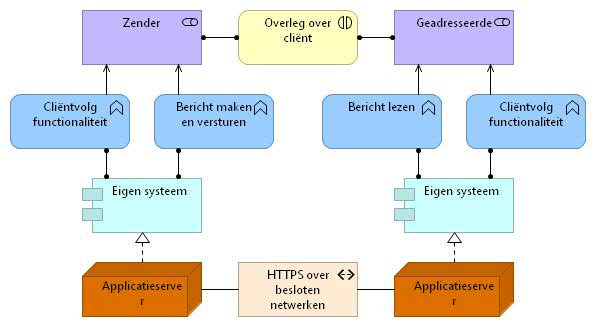 Zender
Overleg over
cliënt
Geadresseerde
Cliëntvolg
functionaliteit
Bericht maken
en versturen
Bericht lezen
Cliëntvolg
functionaliteit
Eigen systeem
Eigen systeem
Applicatieserve
r
HTTPS over
besloten
netwerken
Applicatieserve
r